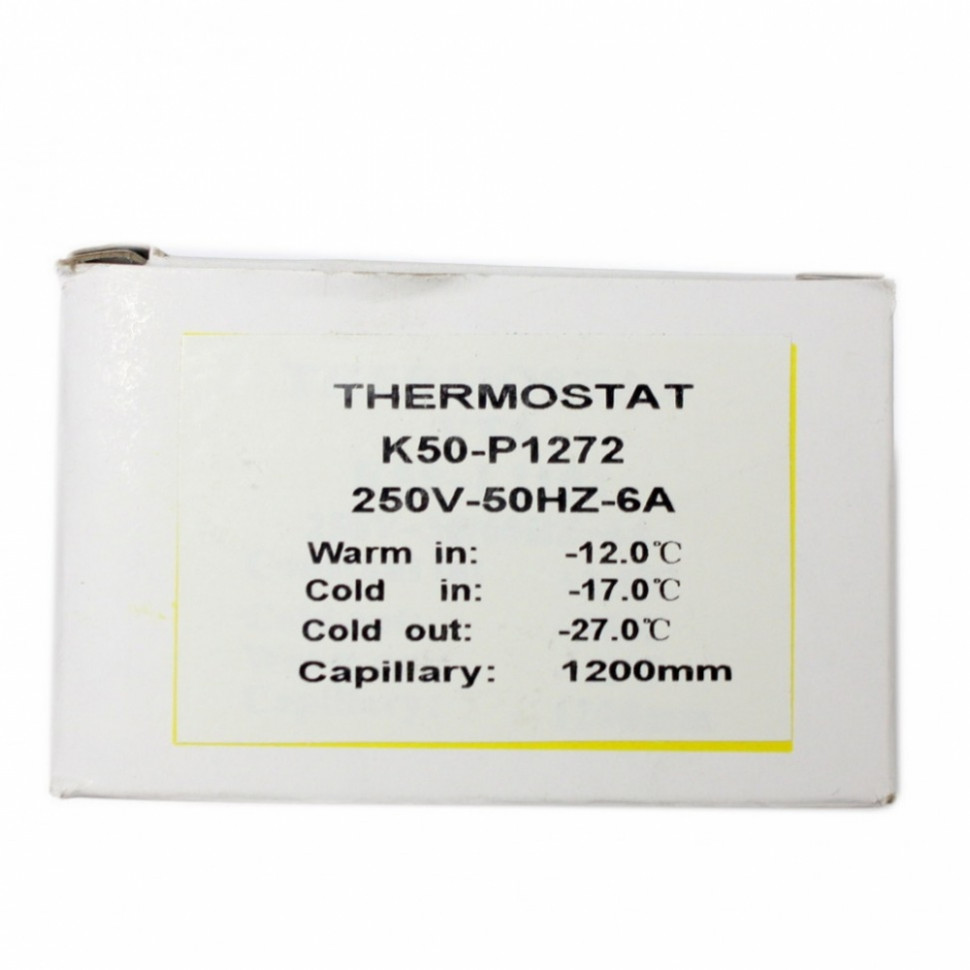 THERMOSTAT
K50-P1272
250V-50HZ-6A
Warm in: -12.0℃
Cold in: -17.0℃
Cold out: -27.0℃
Capillary: 1200mm